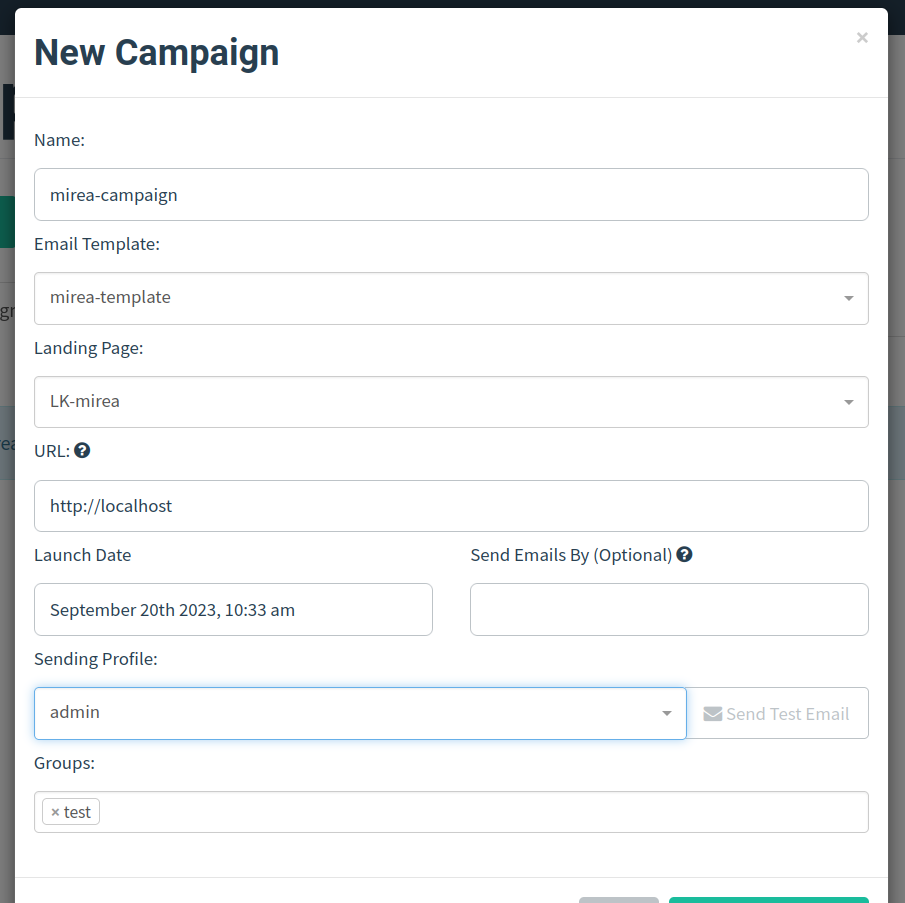 New Campaign
×
Name:
mirea-campaign
Email Template:
mirea-template
Landing Page:
LK-mirea
URL:
http://localhost
Launch Date
Send Emails By (Optional)
September 20th 2023, 10:33 am
Sending Profile:
admin
Send Test Email
Groups:
× test